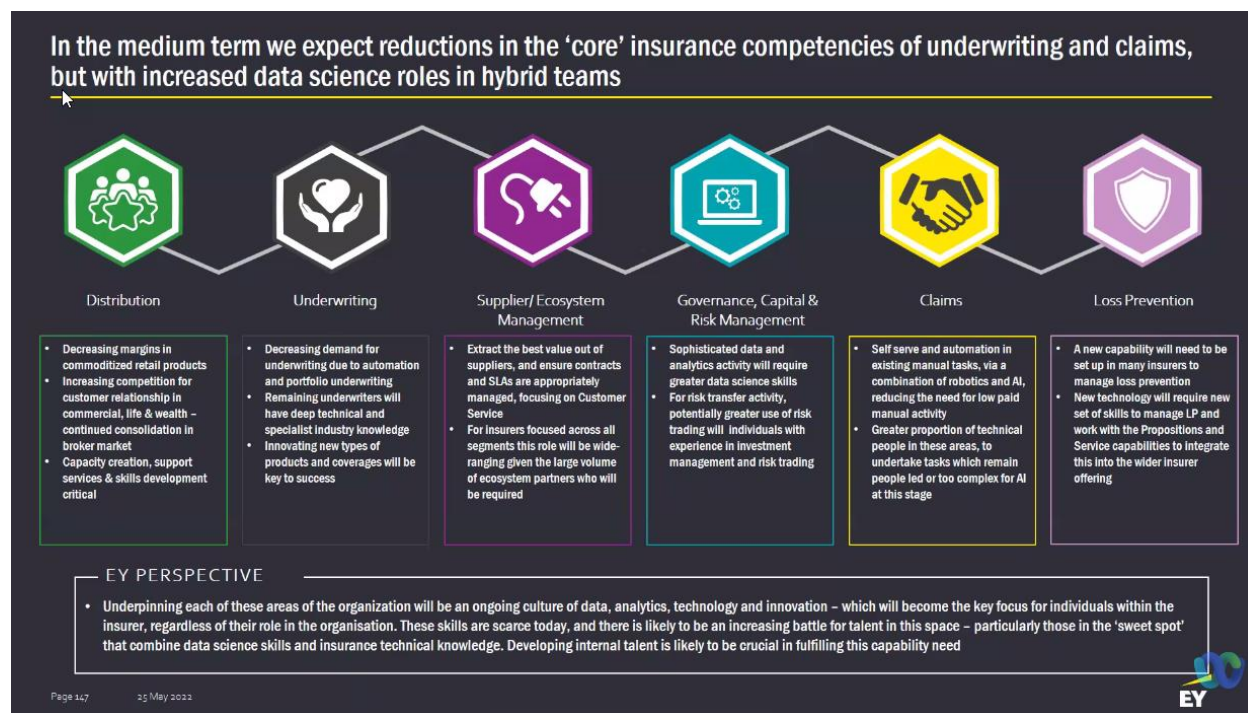 In the medium term we expect reductions in the ‘core’ insurance competencies of underwriting and claims,
but with increased data science roles in hybrid teams
Distribution
• Decreasing margins in
commoditized retail products
• Increasing competition for
customer relationship in
commercial, life & wealth –
continued consolidation in
broker market
• Capacity creation, support
services & skills development
critical
Underwriting
• Decreasing demand for
underwriting due to automation
and portfolio underwriting
• Remaining underwriters will
have deep technical and
specialist industry knowledge
• Innovating new types of
products and coverages will be
key to success
Supplier/ Ecosystem
Management
• Extract the best value out of
suppliers, and ensure contracts
and SLAs are appropriately
managed, focusing on Customer
Service
• For insurers focused across all
segments this role will be wide-
ranging given the large volume
of ecosystem partners who will
be required
Governance, Capital &
Risk Management
• Sophisticated data and
analytics activity will require
greater data science skills
• For risk transfer activity,
potentially greater use of risk
trading will individuals with
experience in investment
management and risk trading
Claims
• Self serve and automation in
existing manual tasks, via a
combination of robotics and AI,
reducing the need for low paid
manual activity
• Greater proportion of technical
people in these areas, to
undertake tasks which remain
people led or too complex for AI
at this stage
Loss Prevention
• A new capability will need to be
set up in many insurers to
manage loss prevention
• New technology will require new
set of skills to manage LP and
work with the Propositions and
Service capabilities to integrate
this into the wider insurer
offering
EY PERSPECTIVE
• Underpinning each of these areas of the organization will be an ongoing culture of data, analytics, technology and innovation – which will become the key focus for individuals within the
insurer, regardless of their role in the organisation. These skills are scarce today, and there is likely to be an increasing battle for talent in this space – particularly those in the ‘sweet spot’
that combine data science skills and insurance technical knowledge. Developing internal talent is likely to be crucial in fulfilling this capability need
Page 147 25 May 2022
EY